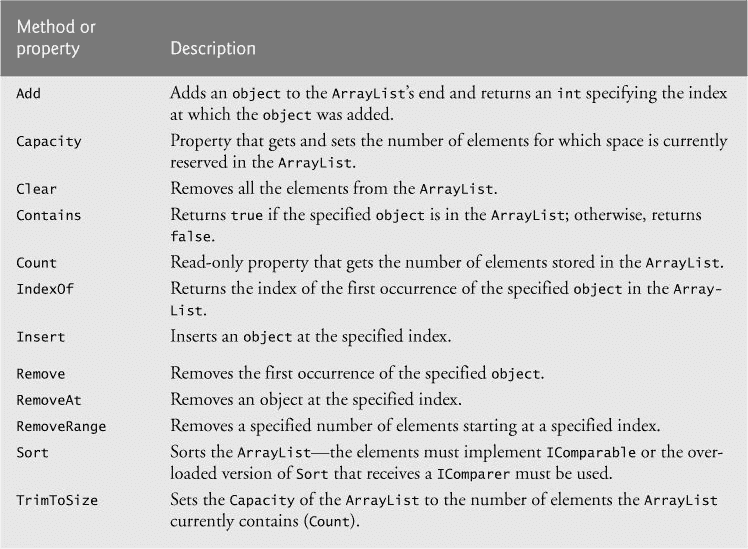 Method or
property Description
Add Adds an object to the ArrayList’s end and returns an int specifying the index
at which the object was added.
Capacity Property that gets and sets the number of elements for which space is currently
reserved in the ArrayList.
Clear Removes all the elements from the ArrayList.
Contains Returns true if the specified object is in the ArrayList; otherwise, returns
false.
Count Read-only property that gets the number of elements stored in the ArrayList.
IndexOf Returns the index of the first occurrence of the specified object in the Array-
List.
Insert Inserts an object at the specified index.
Remove Removes the first occurrence of the specified object.
RemoveAt Removes an object at the specified index.
RemoveRange Removes a specified number of elements starting at a specified index.
Sort Sorts the ArrayList—the elements must implement IComparable or the over-
loaded version of Sort that receives a IComparer must be used.
TrimToSize Sets the Capacity of the ArrayList to the number of elements the ArrayList
currently contains (Count).